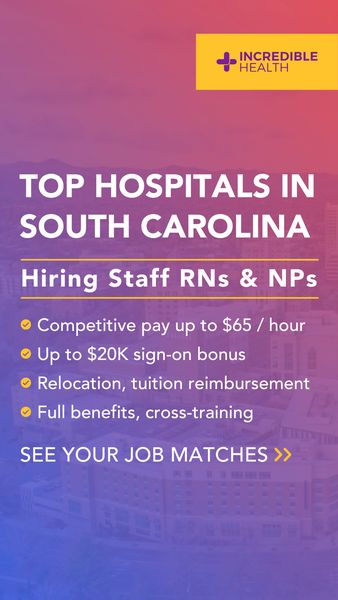 INCREDIBLE
HEALTH
TOP HOSPITALS IN
SOUTH CAROLINA
Hiring Staff RNs & NPs
Competitive pay up to $65 / hour
Up to $20K sign-on bonus
Relocation, tuition reimbursement
Full benefits, cross-training
SEE YOUR JOB MATCHES >>